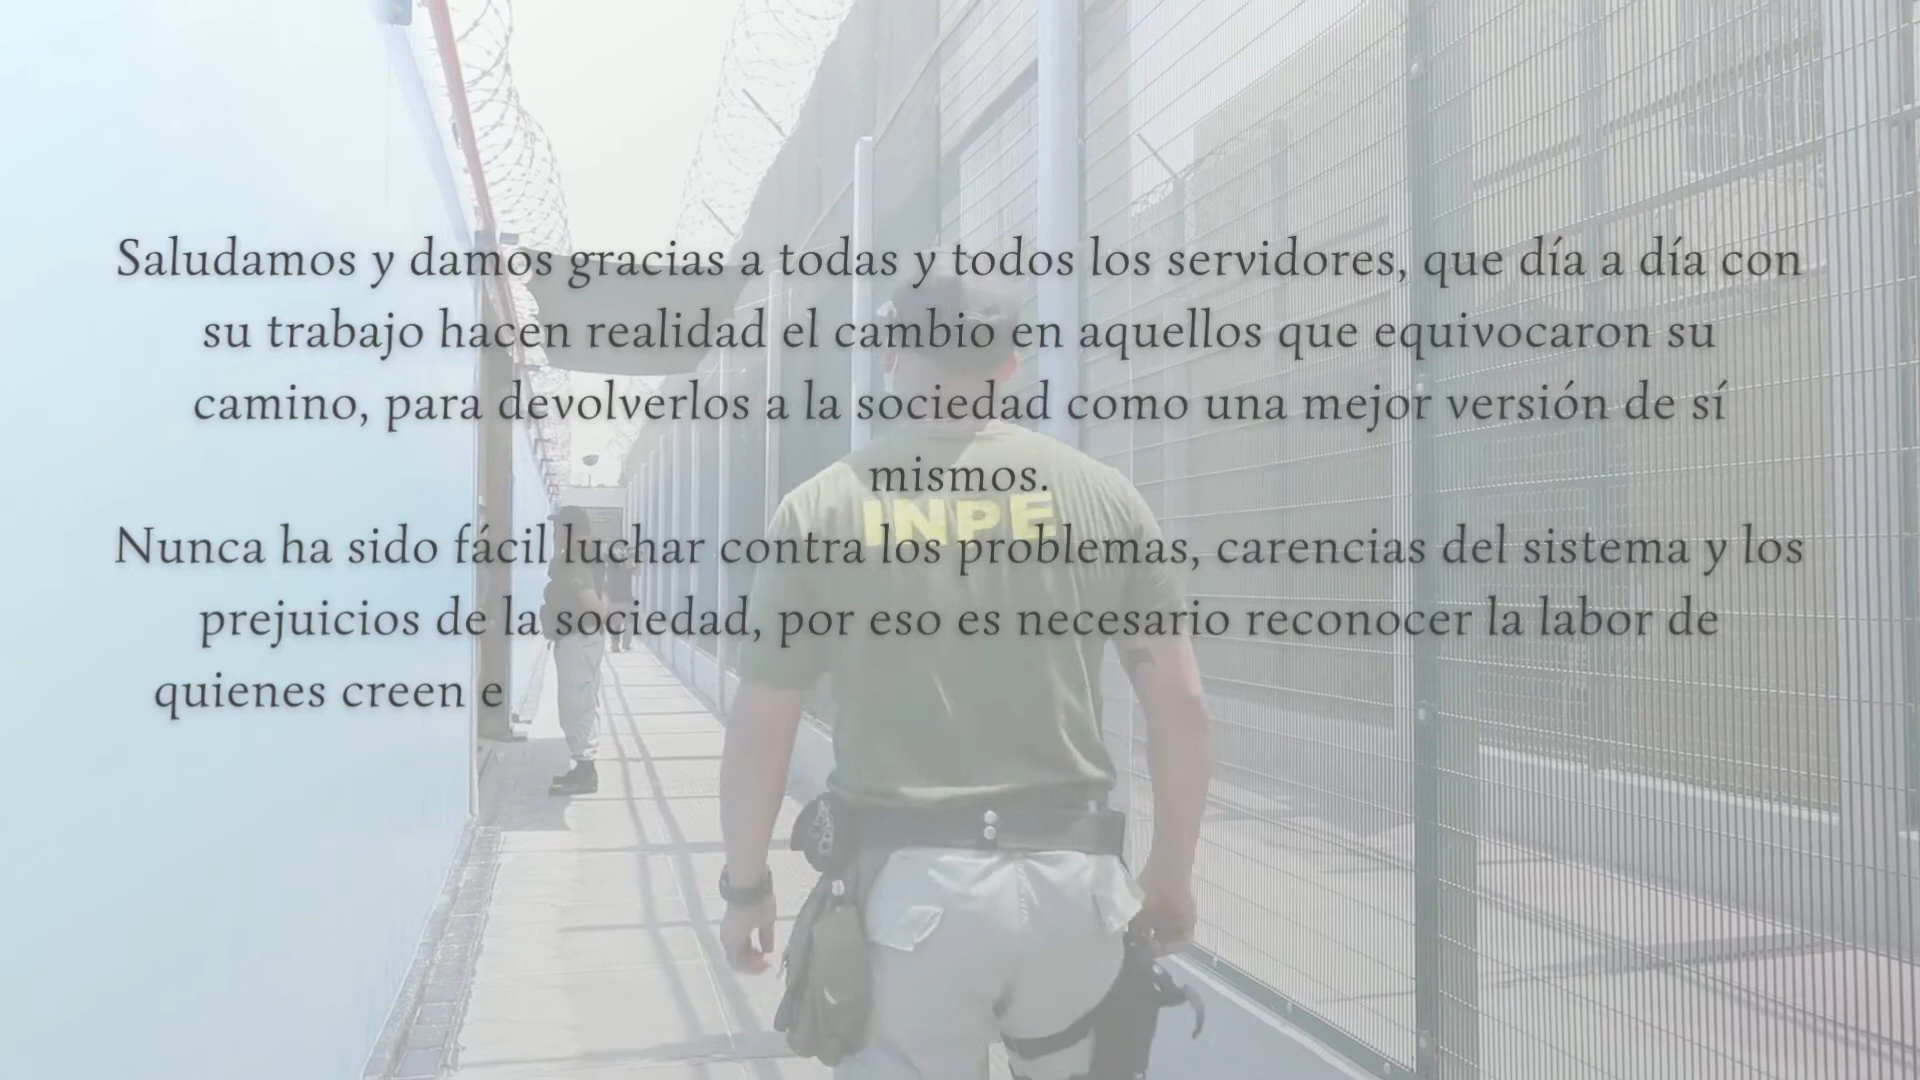 Saludamos y damos gracias a todas y todos los servidores, que día a día con
su trabajo hacen realidad el cambio en aquellos que equivocaron su
camino, para devolverlos a la sociedad como una mejor versión de sí
mismos.
INPE
Nunca ha sido fácil luchar contra los problemas, carencias del sistema y los
prejuicios de la sociedad, por eso es necesario reconocer la labor de
quienes creen e